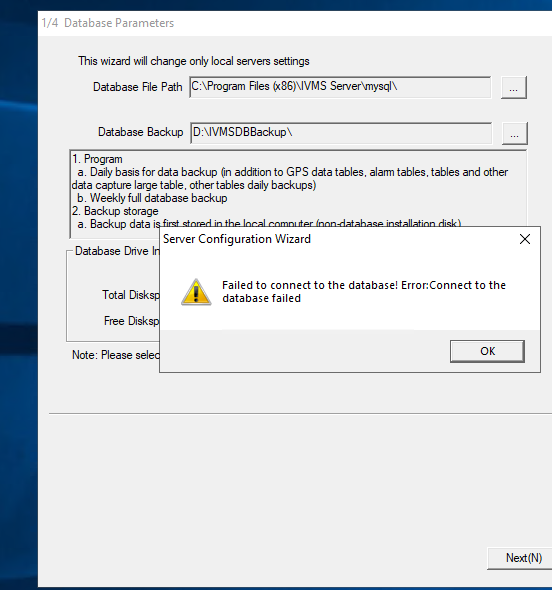 1/4 Database Parameters
This wizard will change only local servers settings
Database File Path C:\Program Files (x86)\IVMS Server\mysql\ ...
Database Backup D:\IVMSDBBackup\ ...
1. Program
a. Daily basis for data backup (in addition to GPS data tables, alarm tables, tables and other
data capture large table, other tables daily backups)
b. Weekly full database backup
2. Backup storage
a. Backup data is first stored in the local computer (non-database installation disk)
Database Drive In
Total Disksp
Free Disksp
Note: Please selec
Server Configuration Wizard
Failed to connect to the database! Error:Connect to the
database failed
OK
Next(N)